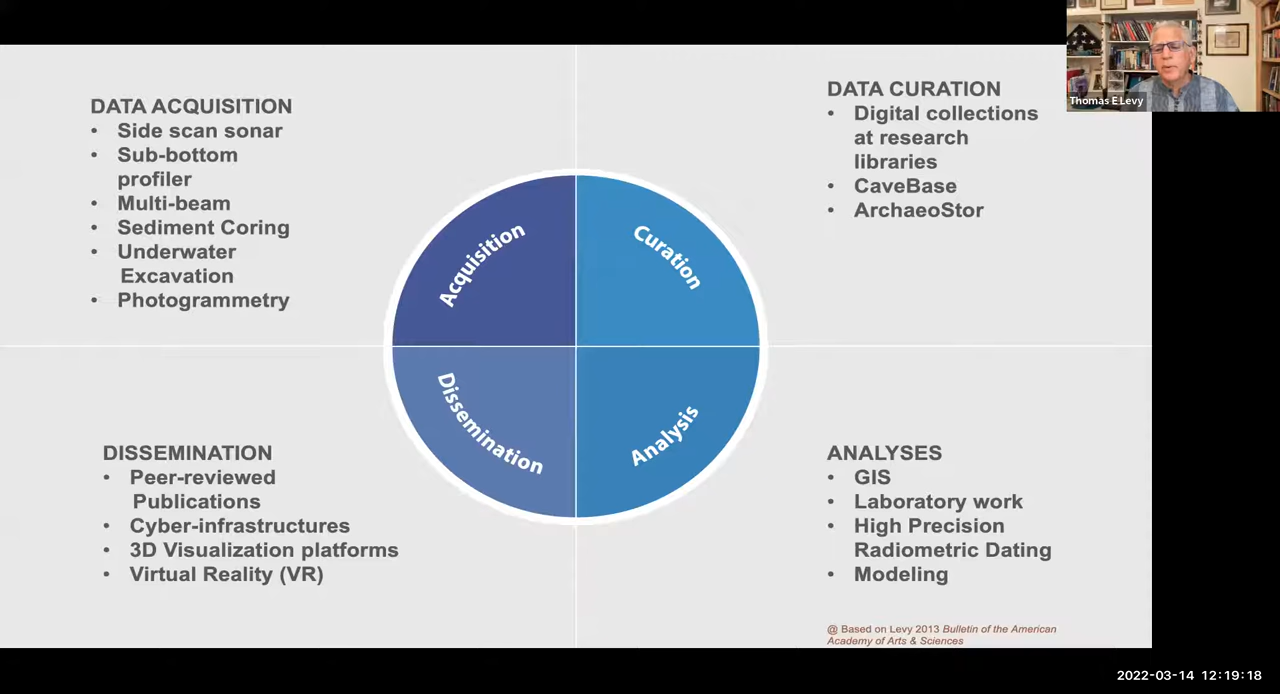 DATA ACQUISITION
• Side scan sonar
• Sub-bottom
profiler
• Multi-beam
• Sediment Coring
• Underwater
Excavation
• Photogrammetry
DATA CURATION
• Digital collections
at research
libraries
• CaveBase
• ArchaeoStor
Thomas E Levy
Acquisition
Curation
Dissemination
Analysis
DISSEMINATION
• Peer-reviewed
Publications
• Cyber-infrastructures
• 3D Visualization platforms
• Virtual Reality (VR)
ANALYSES
• GIS
• Laboratory work
• High Precision
Radiometric Dating
• Modeling
@ Based on Levy 2013 Bulletin of the American
Academy of Arts & Sciences
2022-03-14 12:19:18